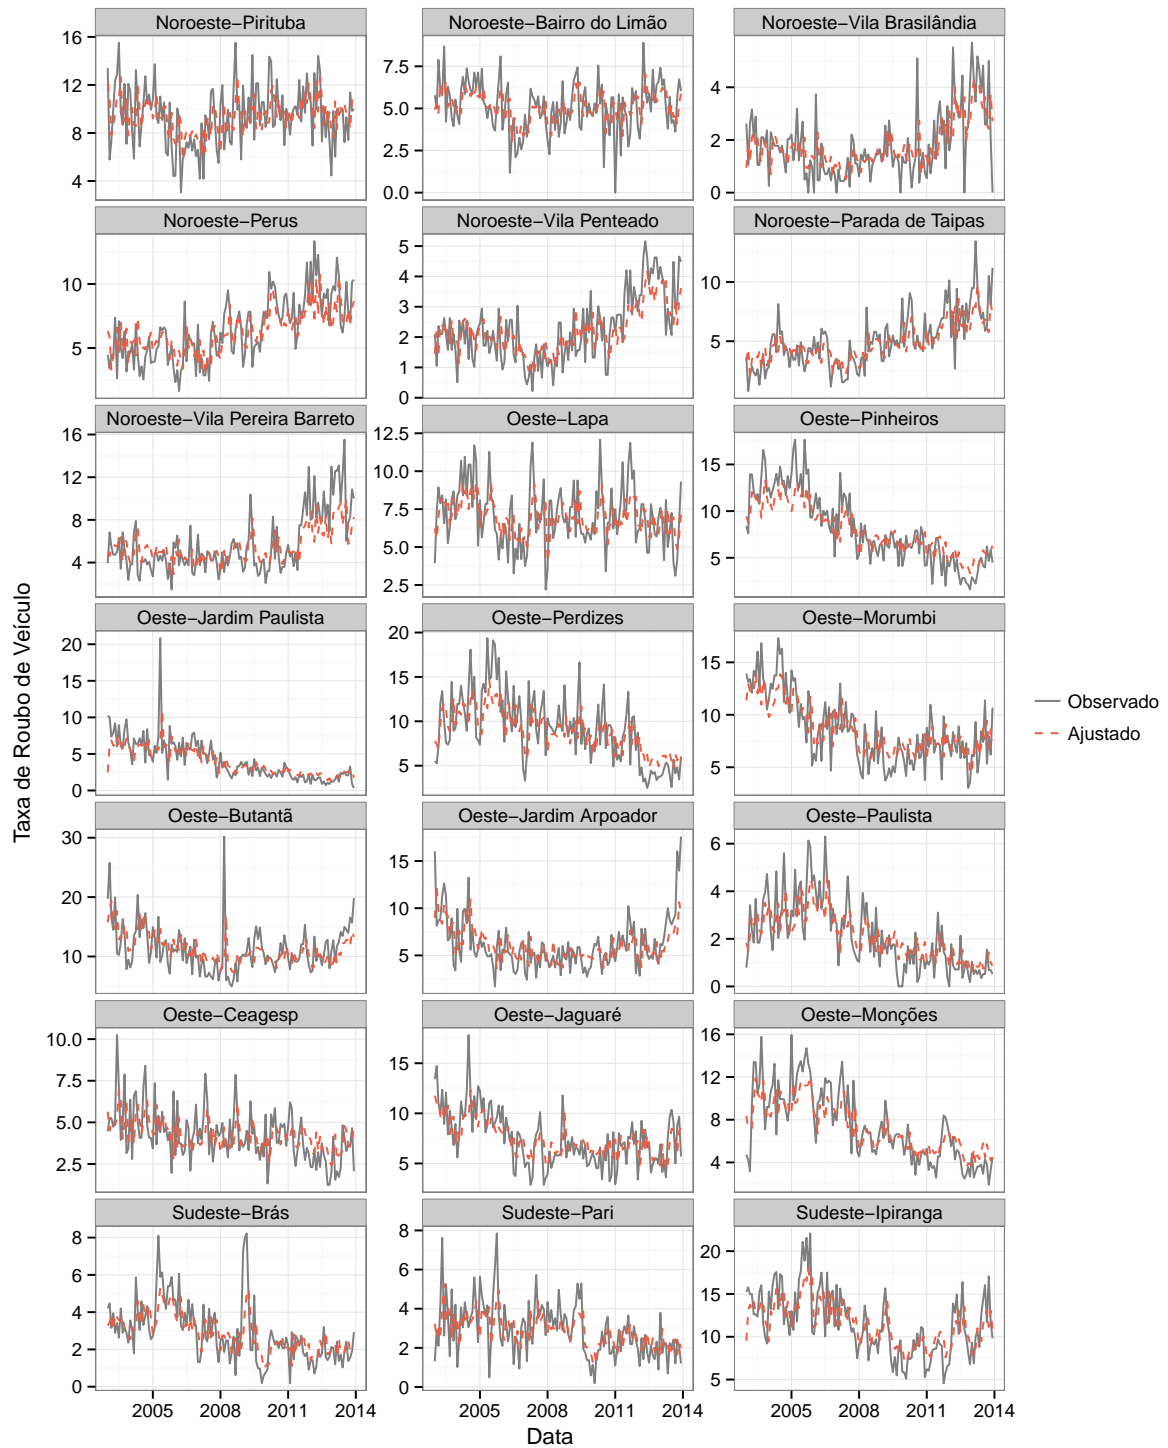 Noroeste−Pirituba
Noroeste−Bairro do Limão
Noroeste−Vila Brasilândia
16
12
8
4
7.5
5.0
2.5
0.0
4
2
0
Noroeste−Perus
Noroeste−Vila Penteado
Noroeste−Parada de Taipas
10
5
5
4
3
2
1
0
10
5
Noroeste−Vila Pereira Barreto
Oeste−Lapa
Oeste−Pinheiros
16
12
8
4
12.5
10.0
7.5
5.0
2.5
15
10
5
Oeste−Jardim Paulista
Oeste−Perdizes
Oeste−Morumbi
20
15
10
5
0
20
15
10
5
15
10
5
Oeste−Butantã
Oeste−Jardim Arpoador
Oeste−Paulista
30
20
10
15
10
5
6
4
2
0
Oeste−Ceagesp
Oeste−Jaguaré
Oeste−Monções
10.0
7.5
5.0
2.5
15
10
5
16
12
8
4
Sudeste−Brás
Sudeste−Pari
Sudeste−Ipiranga
8
6
4
2
0
8
6
4
2
0
20
15
10
5
2005 2008 2011 2014
2005 2008 2011 2014
2005 2008 2011 2014
Data
Taxa de Roubo de Veículo
Observado
Ajustado